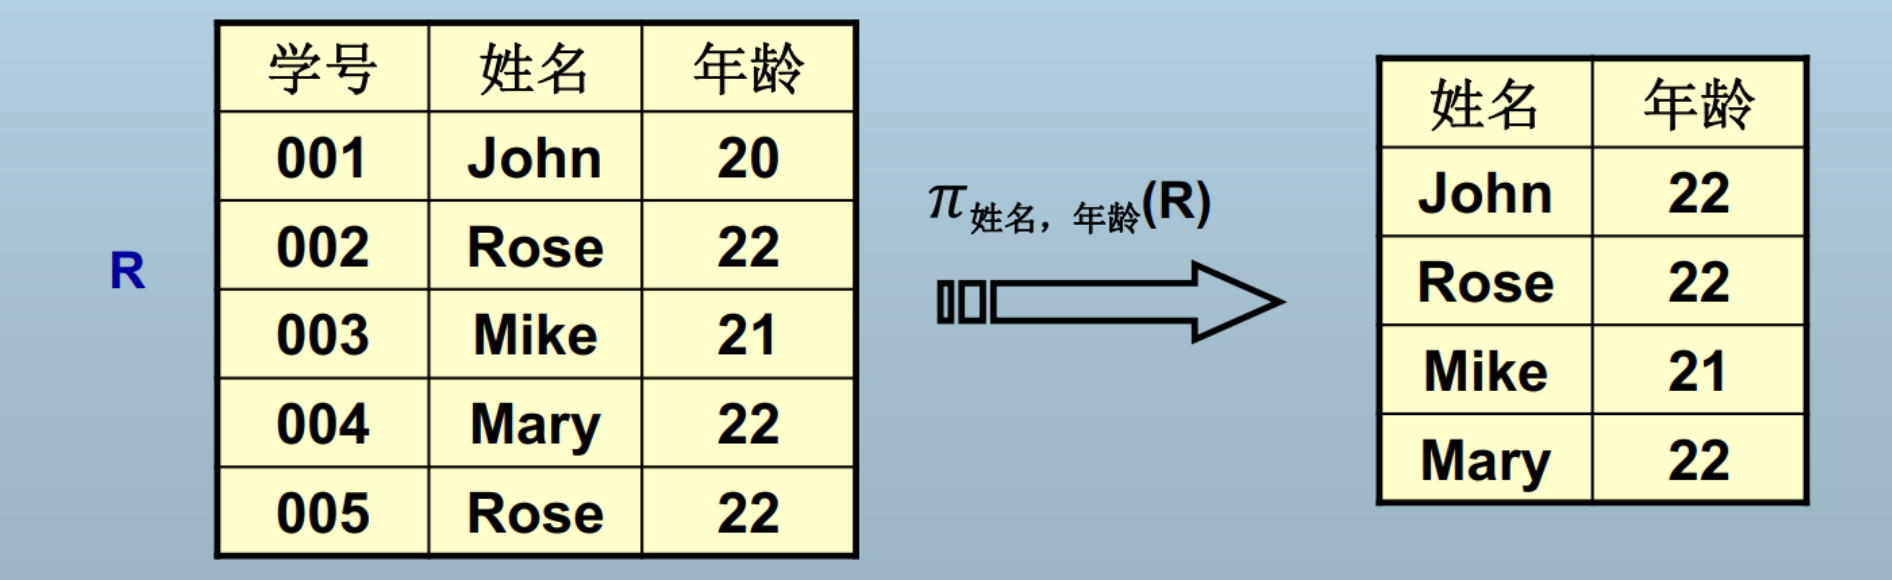 学号 姓名 年龄
001 John 20
002 Rose 22
003 Mike 21
004 Mary 22
005 Rose 22
R
π姓名，年龄(R)
姓名 年龄
John 22
Rose 22
Mike 21
Mary 22